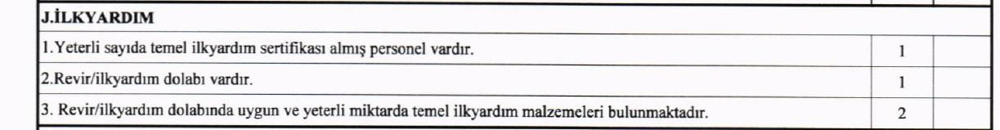 J.İLKYARDIM
1.Yeterli sayıda temel ilkyardım sertifikası almış personel vardır. 1
2.Revir/ilkyardım dolabı vardır. 1
3. Revir/ilkyardım dolabında uygun ve yeterli miktarda temel ilkyardım malzemeleri bulunmaktadır. 2